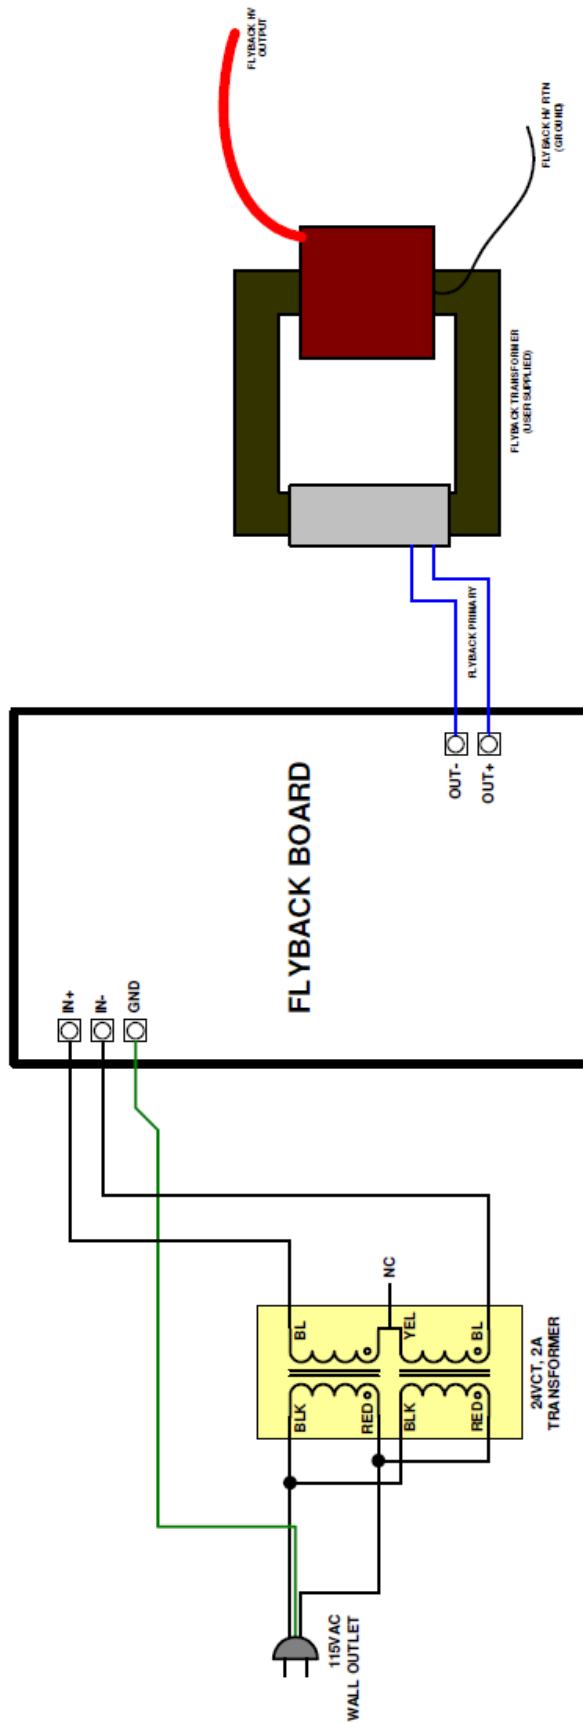 115VAC
WALL OUTLET
BLK
RED
BLK
RED
BL
YEL
BL
NC
24VCT, 2A
TRANSFORMER
IN+
IN-
GND
FLYBACK BOARD
OUT-
OUT+
FLYBACK PRIMARY
FLYBACK TRANSFORMER
(USER SUPPLIED)
FLYBACK HV
OUTPUT
FLYBACK HV RTN
(GROUND)